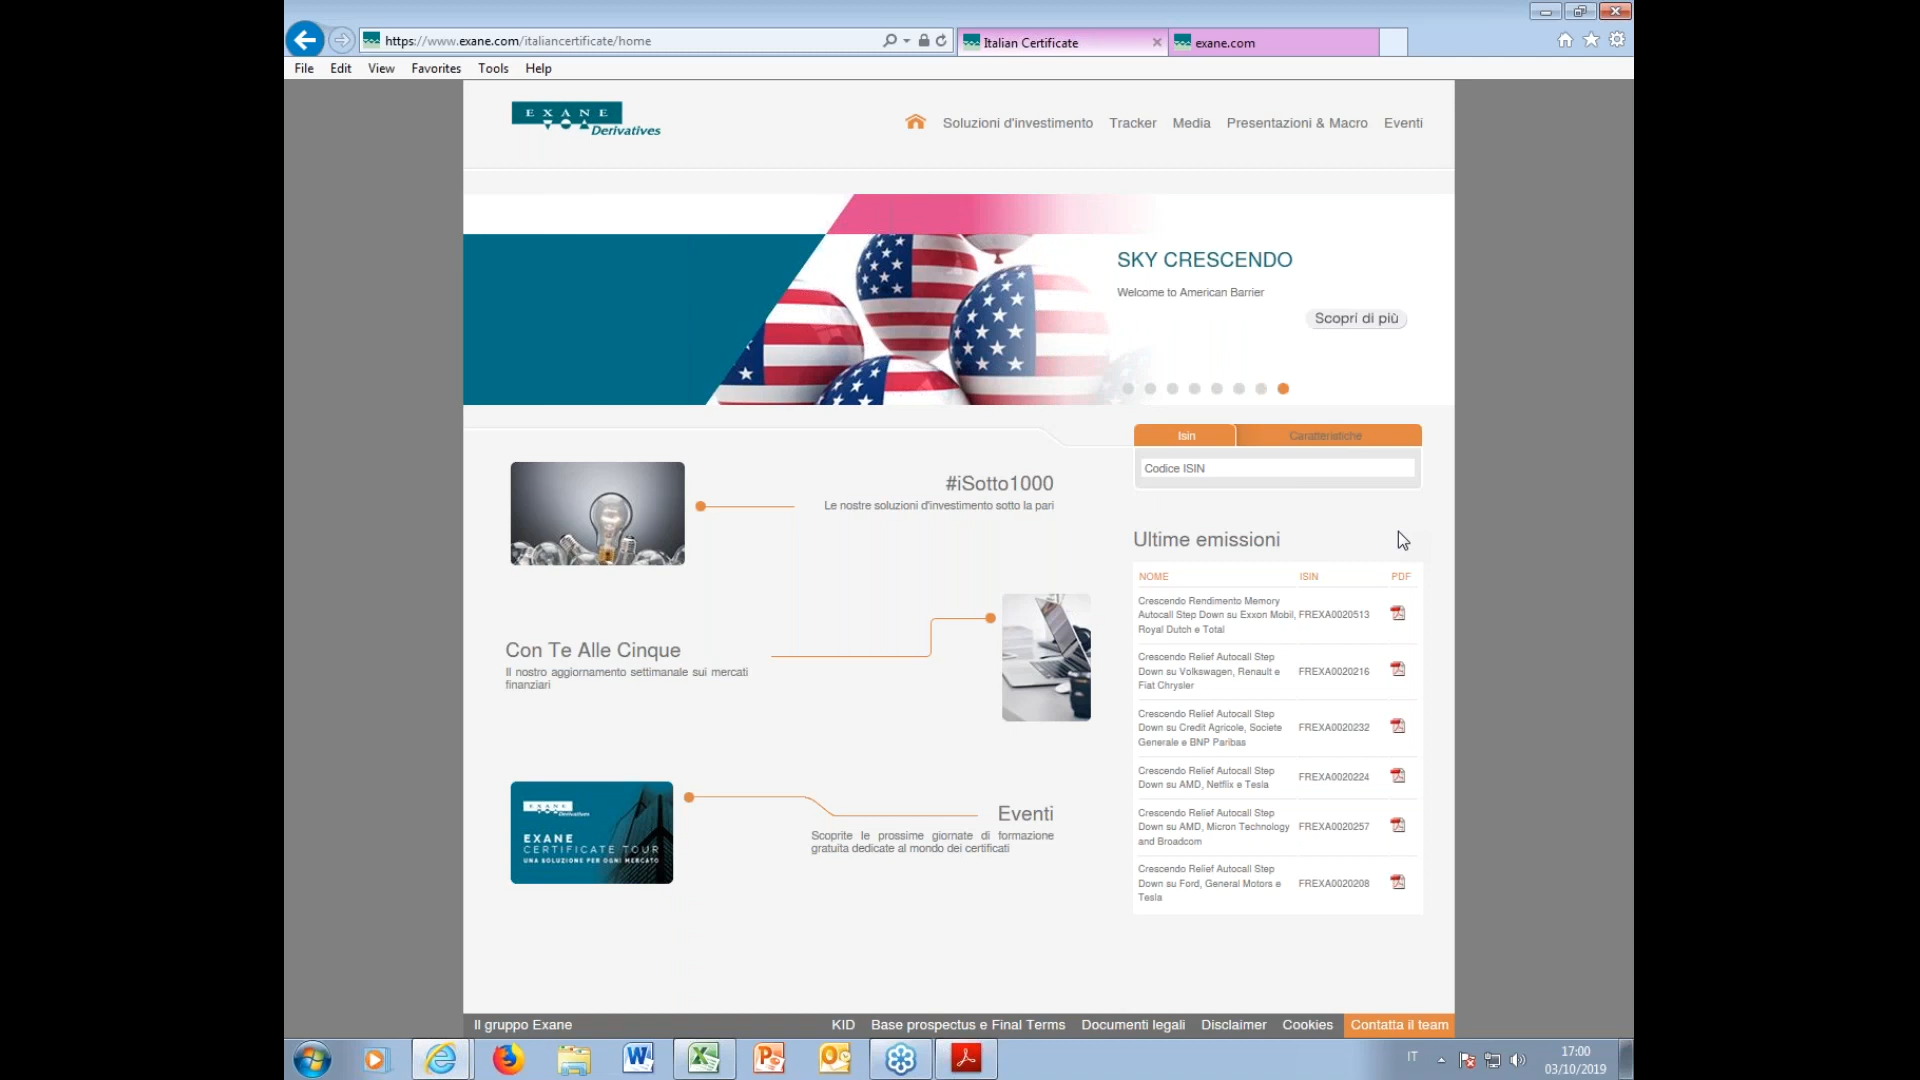 https://www.exane.com/italiancertificate/home
Italian Certificate
exane.com
File Edit View Favorites Tools Help
EXANE
Derivatives
Soluzioni d'investimento Tracker Media Presentazioni & Macro Eventi
SKY CRESCENDO
Welcome to American Barrier
Scopri di più
Isin Caratteristiche
Codice ISIN
#iSotto1000
Le nostre soluzioni d'investimento sotto la pari
Con Te Alle Cinque
Il nostro aggiornamento settimanale sui mercati
finanziari
EXANE
Derivatives
EXANE
CERTIFICATE TOUR
UNA SOLUZIONE PER OGNI MERCATO
Eventi
Scoprite le prossime giornate di formazione
gratuita dedicate al mondo dei certificati
Ultime emissioni
NOME ISIN PDF
Crescendo Rendimento Memory
Autocall Step Down su Exxon Mobil, FREXA0020513
Royal Dutch e Total
Crescendo Relief Autocall Step
Down su Volkswagen, Renault e FREXA0020216
Fiat Chrysler
Crescendo Relief Autocall Step
Down su Credit Agricole, Societe FREXA0020232
Generale e BNP Paribas
Crescendo Relief Autocall Step
Down su AMD, Netflix e Tesla FREXA0020224
Crescendo Relief Autocall Step
Down su AMD, Micron Technology FREXA0020257
and Broadcom
Crescendo Relief Autocall Step
Down su Ford, General Motors e FREXA0020208
Tesla
Il gruppo Exane KID Base prospectus e Final Terms Documenti legali Disclaimer Cookies Contatta il team
IT
17:00
03/10/2019